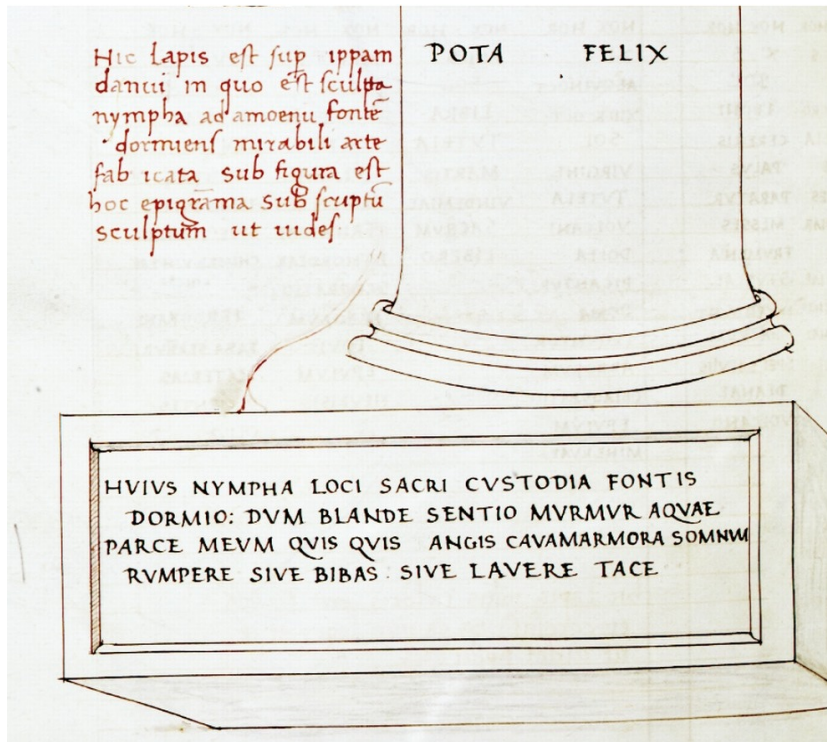 POTA FELIX
Hic lapis est sup ippam
danuii in quo est sculpta
nympha ad amoenu fonte
dormiens mirabili arte
fab icata sub figura est
hoc epigrama sub scuptu
sculptum ut uides
HVIVS NYMPHA LOCI SACRI CVSTODIA FONTIS
DORMIO: DVM BLANDE SENTIO MVRMVR AQVAE.
PARCE MEVM QVIS QVIS ANGIS CAVAMARMORA SOMNVM
RVMPERE SIVE BIBAS : SIVE LAVERE TACE